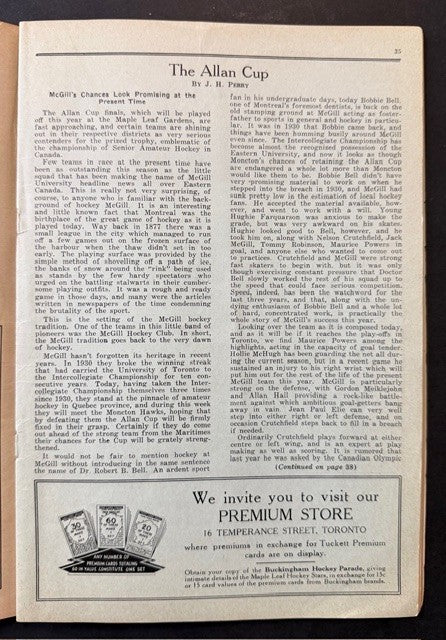 35
The Allan Cup
By J. H. Perry
McGill's Chances Look Promising at the
Present Time
The Allan Cup finals, which will be played
off this year at the Maple Leaf Gardens, are
fast approaching, and certain teams are shining
out in their respective districts as very serious
contenders for the prized trophy, emblematic of
the championship of Senior Amateur Hockey in
Canada.
Few teams in race at the present time have
been as outstanding this season as the little
squad that has been making the name of McGill
University headline news all over Eastern
Canada. This is really not very surprising, of
course, to anyone who is familiar with the back-
ground of hockey McGill. It is an interesting
and little known fact that Montreal was the
birthplace of the great game of hockey as it is
played today. Way back in 1877 there was a
small league in the city which managed to run
off a few games out on the frozen surface of
the harbour when the thaw didn't set in too
early. The playing surface was provided by the
simple method of shovelling off a path of ice,
the banks of snow around the "rink" being used
as stands by the few hardy spectators who
urged on the battling stalwarts in their cumber-
some playing outfits. It was a rough and ready
game in those days, and many were the articles
written in newspapers of the time condemning
the brutality of the sport.
This is the setting of the McGill hockey
tradition. One of the teams in this little band of
pioneers was the McGill Hockey Club. In short,
the McGill tradition goes back to the very dawn
of hockey.
McGill hasn't forgotten its heritage in recent
years. In 1930 they broke the winning streak
that had carried the University of Toronto to
the Intercollegiate Championship for ten con-
secutive years. Today, having taken the Inter-
collegiate Championship themselves three times
since 1930, they stand at the pinnacle of amateur
hockey in Quebec province, and during this week
they will meet the Moncton Hawks, hoping that
by defeating them the Allan Cup will be firmly
fixed in their grasp. Certainly if they do come
out ahead of the strong team from the Maritimes
their chances for the Cup will be grately streng-
thened.
It would not be fair to mention hockey at
McGill without introducing in the same sentence
the name of Dr. Robert B. Bell. An ardent sport
fan in his undergraduate days, today Bobbie Bell,
one of Montreal's foremost dentists, is back on the
old stamping ground at McGill acting as foster-
father to sports in general and hockey in particu-
lar. It was in 1930 that Bobbie came back, and
things have been humming busily around McGill
even since. The Intercollegiate Championship has
become almost the recognised possession of the
Eastern University, and now it looks as though
Moncton's chances of retaining the Allan Cup
are endangered a whole lot more than Moncton
would like them to be. Bobbie Bell didn't have
very promising material to work on when he
stepped into the breach in 1930, and McGill had
sunk pretty low in the estimation of local hockey
fans. He accepted the material available, how-
ever, and went to work with a will. Young
Hughie Farquarson was anxious to make the
grade, but was very awkward on his skates.
Hughie looked good to Bell, however, and he
took him on, along with Nelson Crutchfield, Jack
McGill, Tommy Robinson, Maurice Powers in
goal, and anyone else who wanted to come out
to practices. Crutchfield and McGill were strong
fast skaters to begin with, but it was only
though exercising constant pressure that Doctor
Bell slowly worked the rest of his squad up to
the speed that could face serious competition.
Speed, indeed, has been the watchword for the
last three years, and that, along with the un-
dying enthusiasm of Bobbie Bell and a whole lot
of hard, concentrated work, is practically the
whole story of McGill's success this year.
Looking over the team as it is composed today,
and as it will be if it reaches the play-offs in
Toronto, we find Maurice Powers among the
highlights, acting in the capacity of goal tender.
Hollie McHugh has been guarding the net all dur-
ing the current season, but in a recent game he
sustained an injury to his right wrist which will
put him out for the rest of the life of the present
McGill team this year. McGill is particularly
strong on the defense, with Gordon Meiklejohn
and Allan Hall providing a rock-like battle-
ment against which ambitious goal-getters bang
away in vain. Jean Paul Elie can very well
step into either right or left defense, and on
occasion Crutchfield steps back to fill in a breach
if needed.
Ordinarily Crutchfield plays forward at either
centre or left wing, and is an expert at play
making as well as scoring. It is rumored that
last year he was asked by the Canadian Olympic
(Continued on page 38)
60
20
ANY NUMBER OF
PREMIUM CARDS TOTALING
60 IN VALUE CONSTITUTE ONE SET
We invite you to visit our
PREMIUM STORE
16 TEMPERANCE STREET, TORONTO
where premiums in exchange for Tuckett Premium
cards are on display.
Obtain your copy of the Buckingham Hockey Parade, giving
intimate details of the Maple Leaf Hockey Stars, in exchange for 15c
or 15 card values of the premium cards from Buckingham brands.